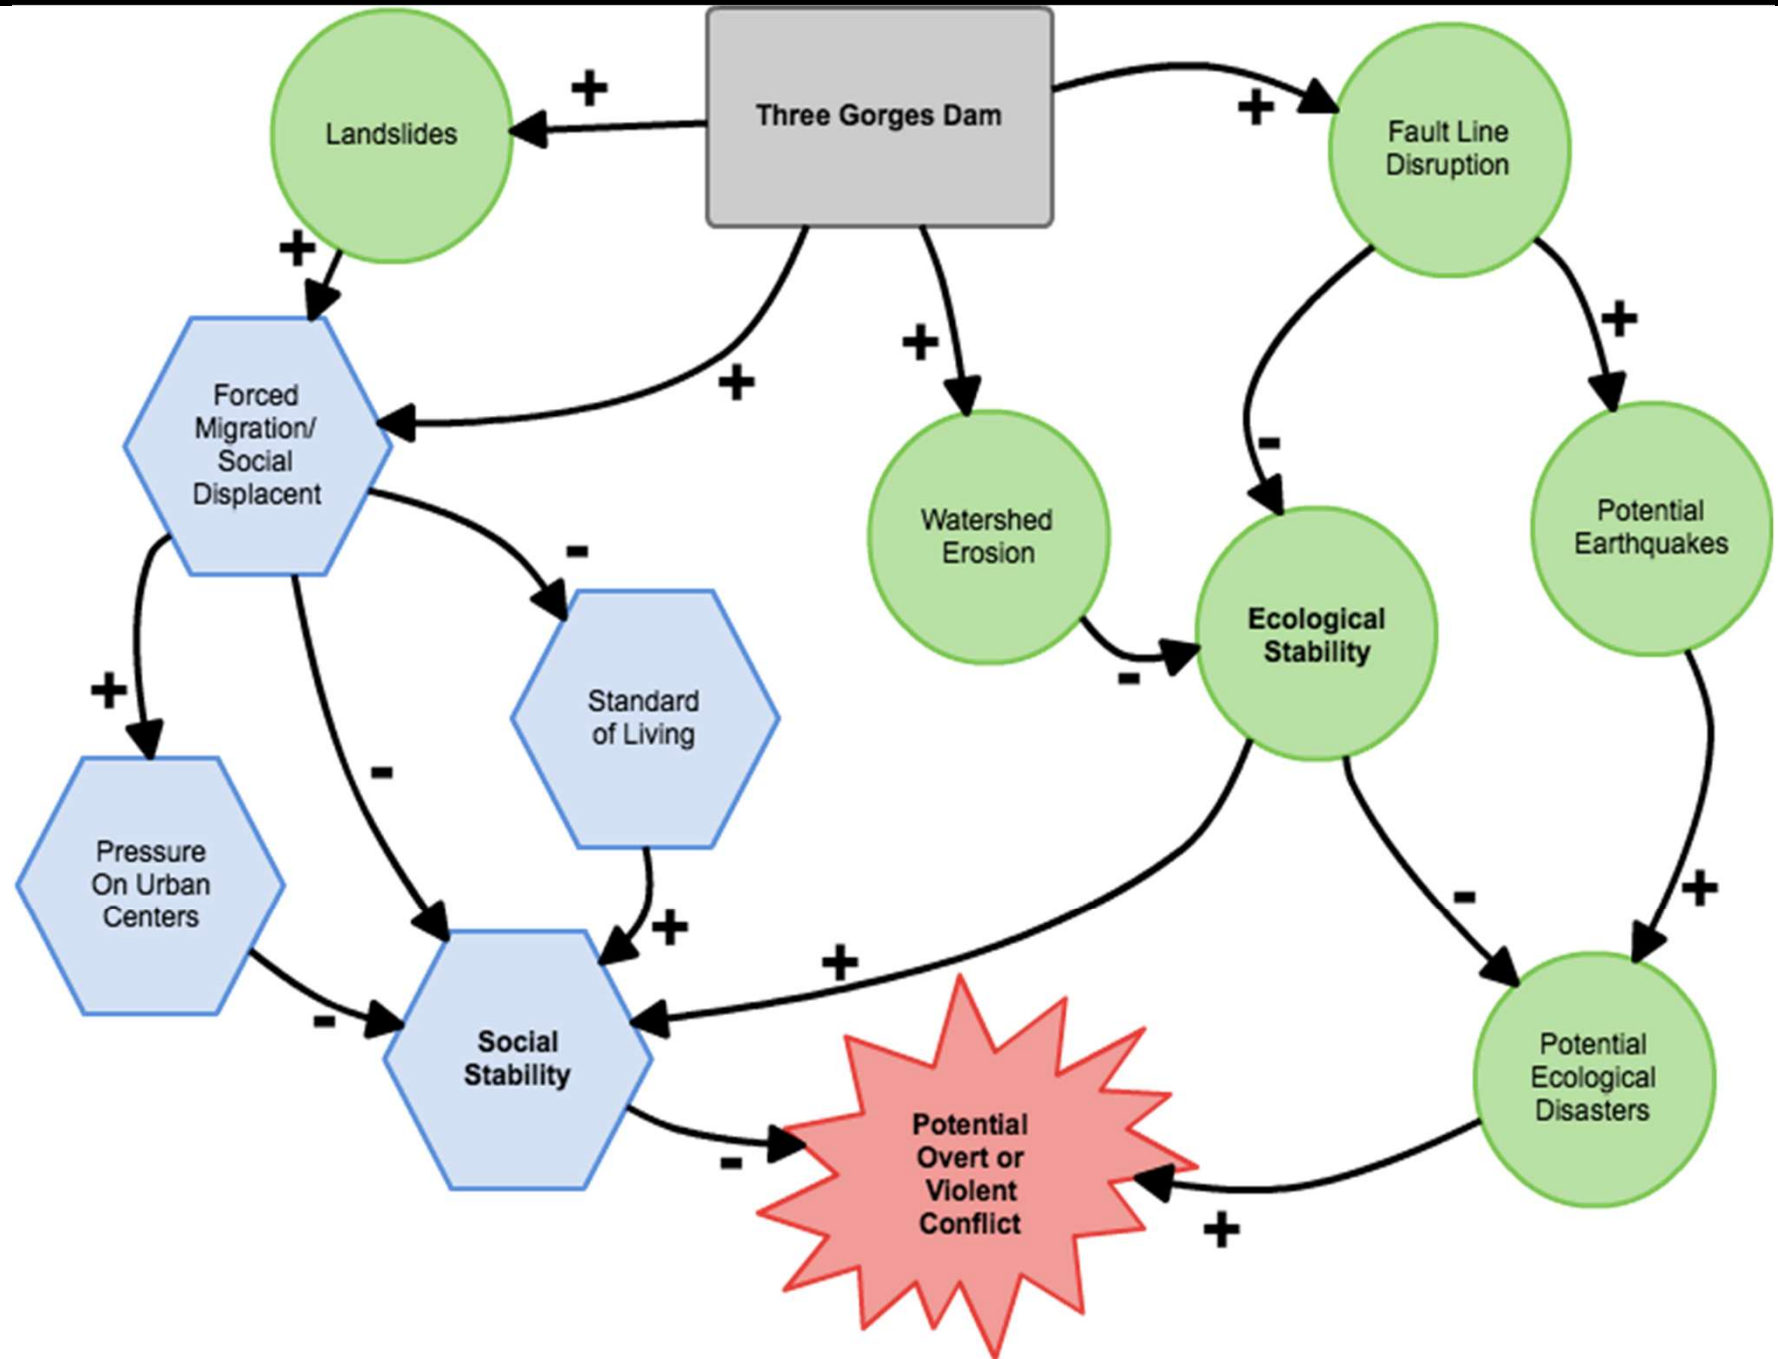 Landslides
+
Three Gorges Dam
+
Fault Line
Disruption
+
+
+
+
Forced
Migration/
Social
Displacent
-
-
Watershed
Erosion
Potential
Earthquakes
-
Ecological
Stability
+
-
Standard
of Living
-
Pressure
On Urban
Centers
+
+
-
+
-
Social
Stability
-
Potential
Overt or
Violent
Conflict
Potential
Ecological
Disasters
+